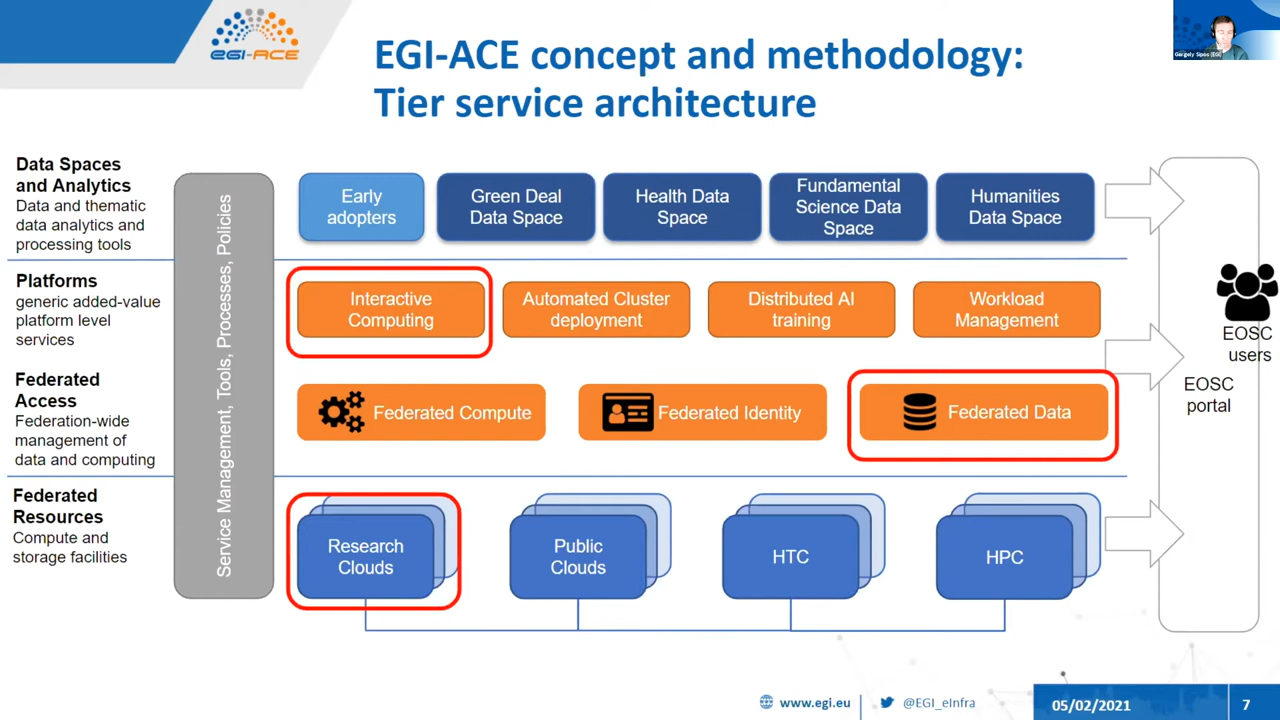 EGI-ACE
Gergely Sipos (EGI)
EGI-ACE concept and methodology:
Tier service architecture
Data Spaces
and Analytics
Data and thematic
data analytics and
processing tools
Platforms
generic added-value
platform level
services
Federated
Access
Federation-wide
management of
data and computing
Federated
Resources
Compute and
storage facilities
Service Management, Tools, Processes, Policies
Early
adopters
Green Deal
Data Space
Health Data
Space
Fundamental
Science Data
Space
Humanities
Data Space
Interactive
Computing
Automated Cluster
deployment
Distributed AI
training
Workload
Management
Federated Compute
Federated Identity
Federated Data
Research
Clouds
Public
Clouds
HTC
HPC
EOSC
users
EOSC
portal
www.egi.eu
@EGI_eInfra
05/02/2021
7